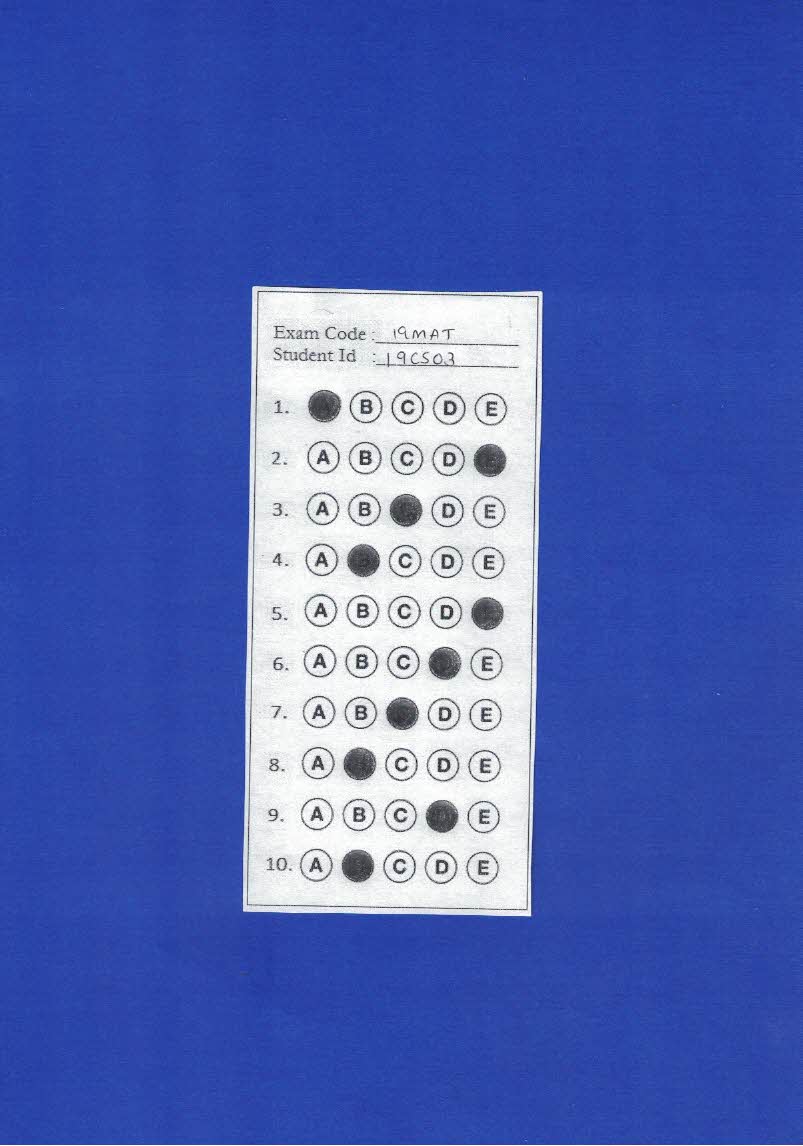 Exam Code : 19MAT
Student Id : 19CS03
1. A B C D E
2. A B C D E
3. A B C D E
4. A B C D E
5. A B C D E
6. A B C D E
7. A B C D E
8. A B C D E
9. A B C D E
10. A B C D E